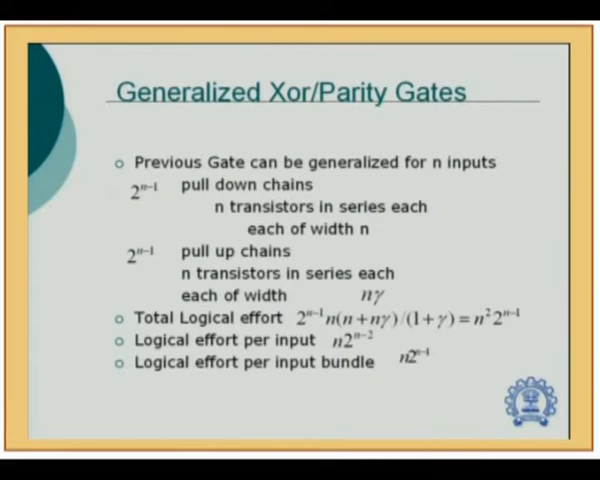 Generalized Xor/Parity Gates
Previous Gate can be generalized for n inputs
2^{n-1} pull down chains
n transistors in series each
each of width n
2^{n-1} pull up chains
n transistors in series each
each of width nγ
Total Logical effort 2^{n-1}n(n+nγ)/(1+γ)=n^2 2^{n-1}
Logical effort per input n2^{n-2}
Logical effort per input bundle n2^{n-1}